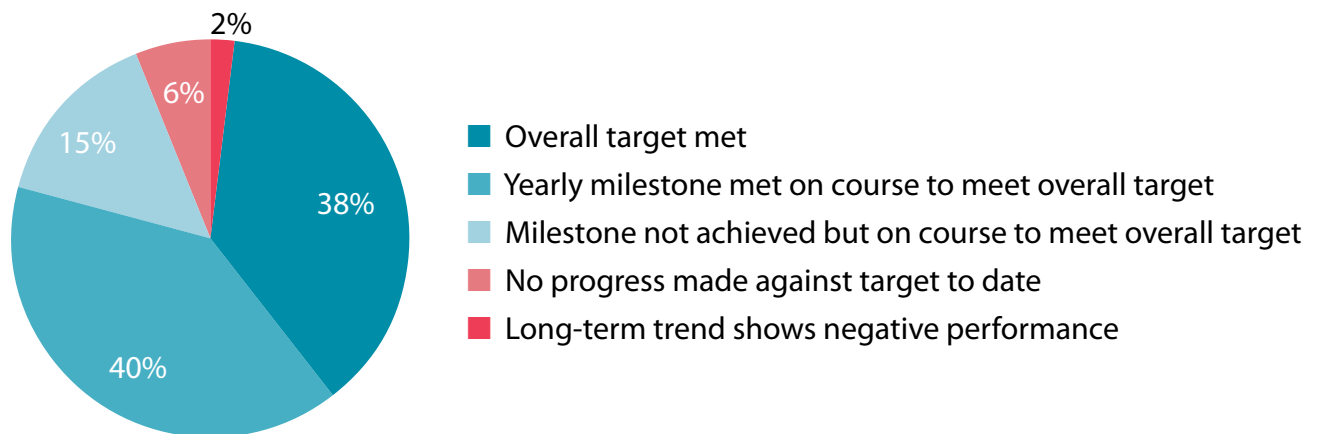 2%
6%
15%
38%
40%
Overall target met
Yearly milestone met on course to meet overall target
Milestone not achieved but on course to meet overall target
No progress made against target to date
Long-term trend shows negative performance